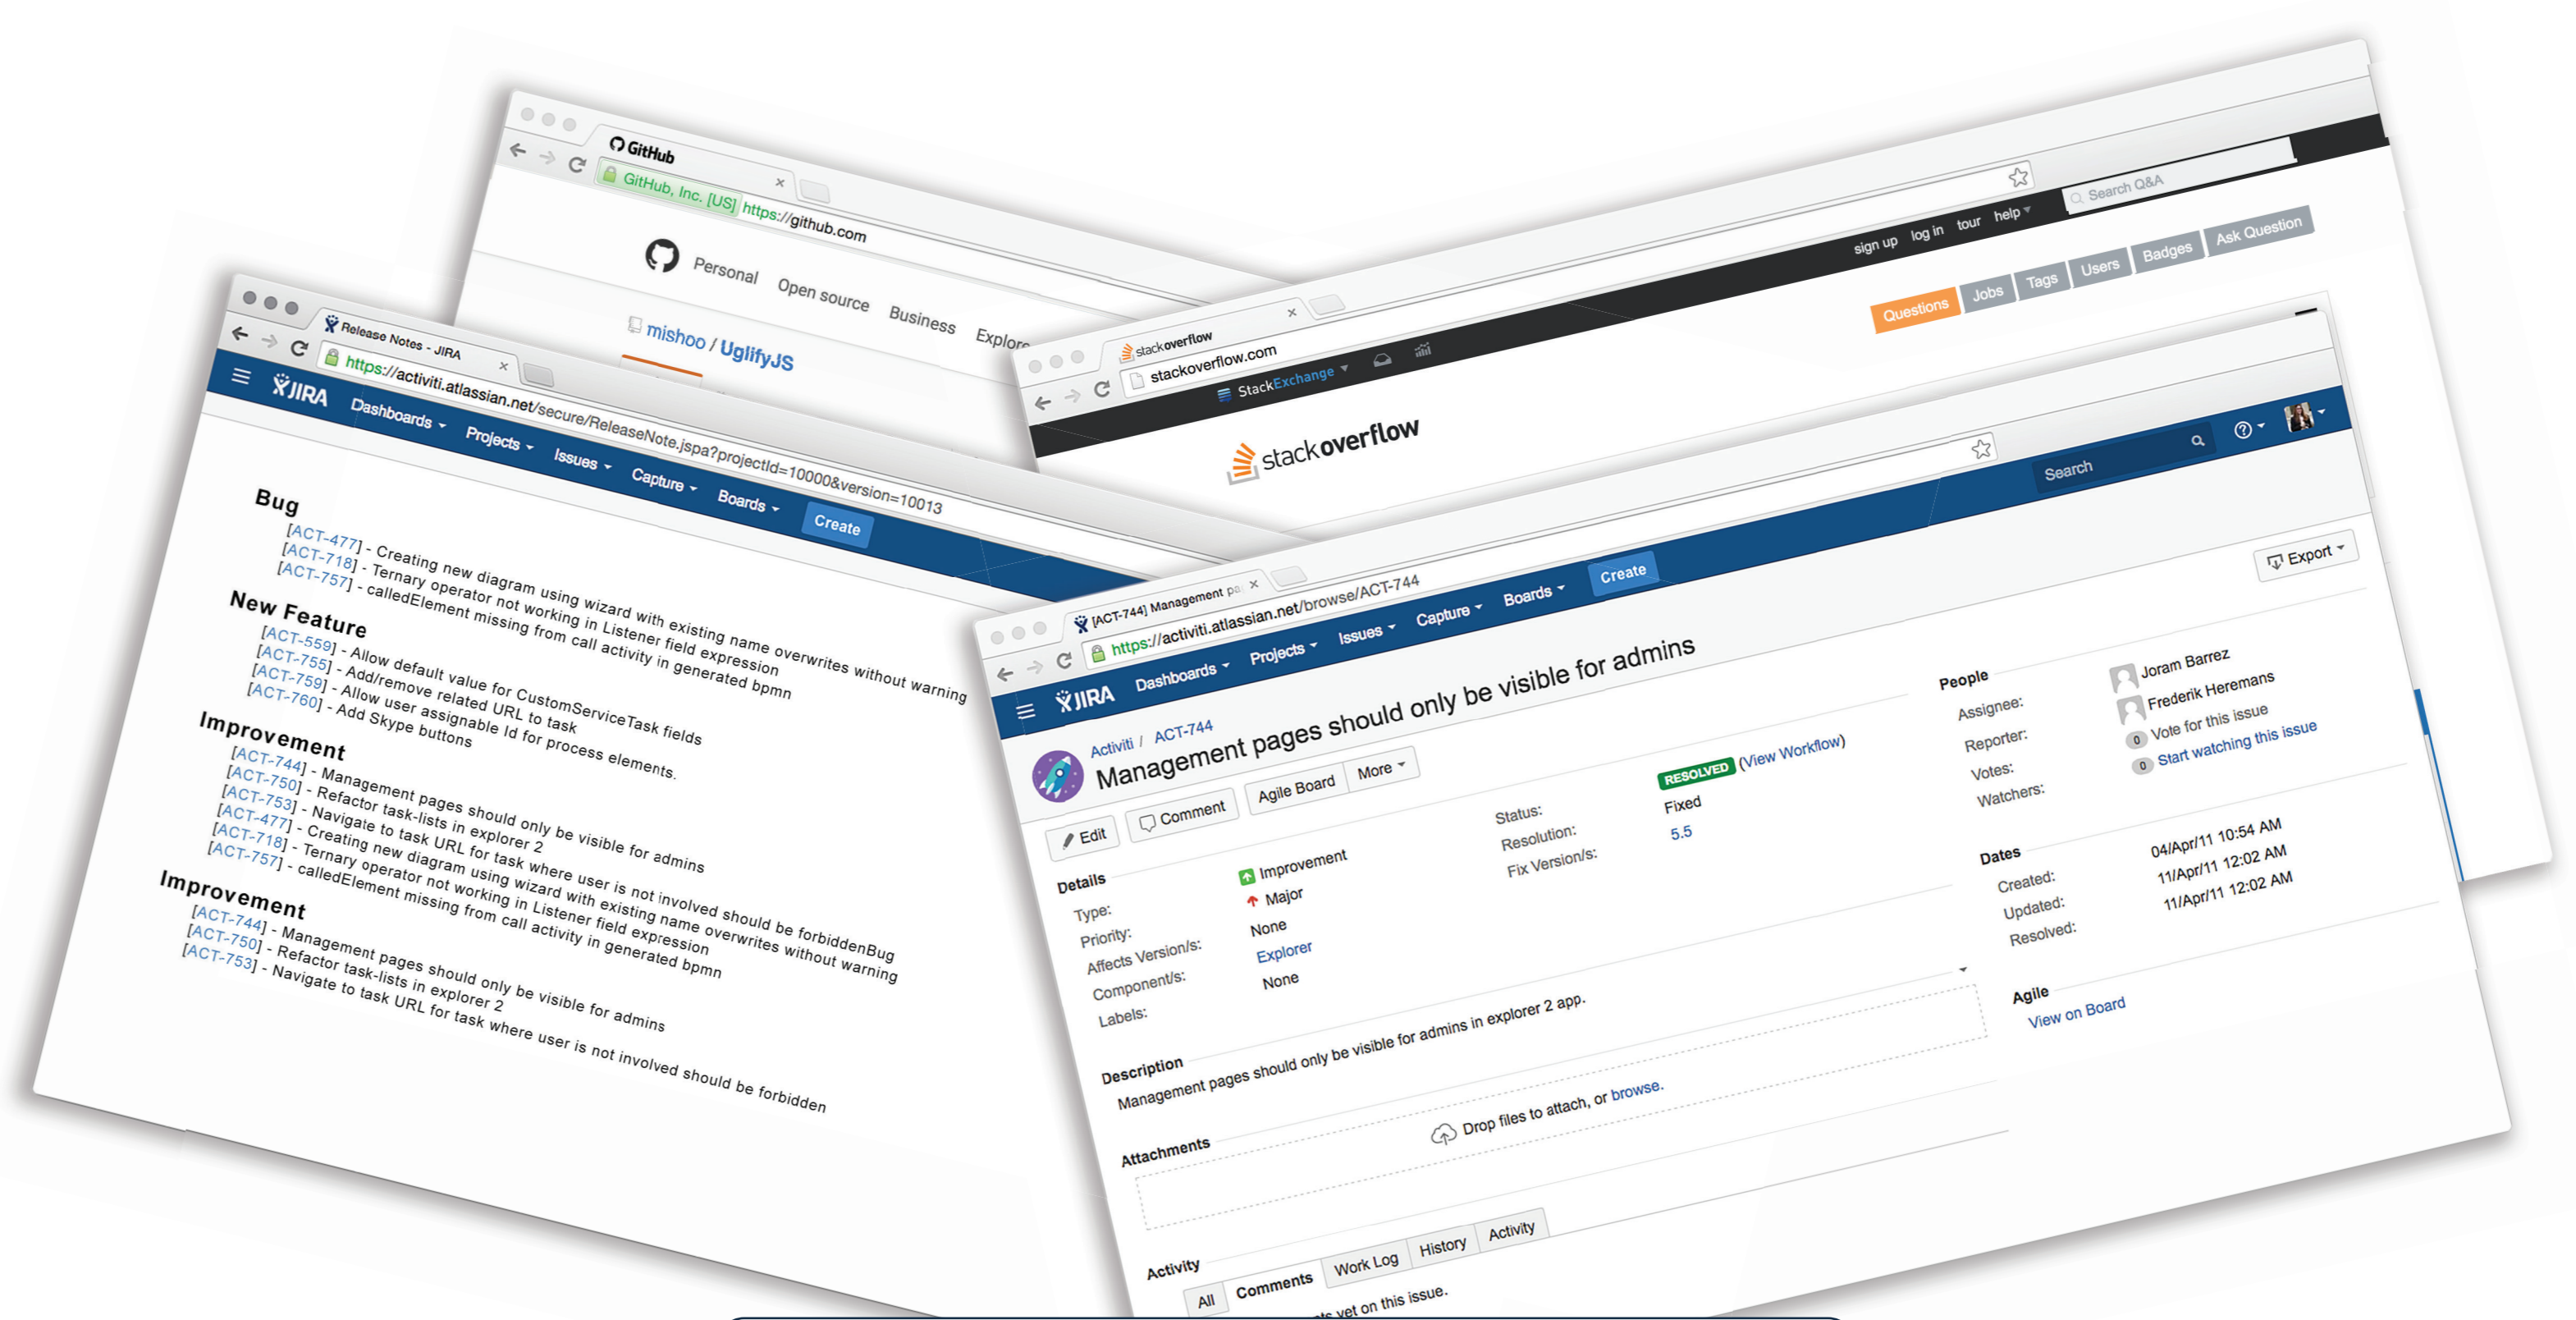 GitHub
GitHub, Inc. [US] https://github.com
Personal Open source Business Explore
mishoo / UglifyJS
stackoverflow
stackoverflow.com
StackExchange
sign up log in tour help
Search Q&A
stackoverflow
Questions Jobs Tags Users Badges Ask Question
Release Notes - JIRA
https://activiti.atlassian.net/secure/ReleaseNote.jspa?projectId=10000&version=10013
JIRA Dashboards Projects Issues Capture Boards Create
Bug
[ACT-477] - Creating new diagram using wizard with existing name overwrites without warning
[ACT-718] - Ternary operator not working in Listener field expression
[ACT-757] - calledElement missing from call activity in generated bpmn
New Feature
[ACT-559] - Allow default value for CustomServiceTask fields
[ACT-755] - Add/remove related URL to task
[ACT-759] - Allow user assignable Id for process elements.
[ACT-760] - Add Skype buttons
Improvement
[ACT-744] - Management pages should only be visible for admins
[ACT-750] - Refactor task-lists in explorer 2
[ACT-753] - Navigate to task URL for task where user is not involved should be forbiddenBug
[ACT-477] - Creating new diagram using wizard with existing name overwrites without warning
[ACT-718] - Ternary operator not working in Listener field expression
[ACT-757] - calledElement missing from call activity in generated bpmn
Improvement
[ACT-744] - Management pages should only be visible for admins
[ACT-750] - Refactor task-lists in explorer 2
[ACT-753] - Navigate to task URL for task where user is not involved should be forbidden
[ACT-744] Management pa
https://activiti.atlassian.net/browse/ACT-744
JIRA Dashboards Projects Issues Capture Boards Create Search
Activiti / ACT-744
Management pages should only be visible for admins
Edit Comment Agile Board More Export
Details
Type: Improvement
Priority: Major
Affects Version/s: None
Component/s: Explorer
Labels: None
Status: RESOLVED (View Workflow)
Resolution: Fixed
Fix Version/s: 5.5
People
Assignee: Joram Barrez
Reporter: Frederik Heremans
Votes: 0 Vote for this issue
Watchers: 0 Start watching this issue
Dates
Created: 04/Apr/11 10:54 AM
Updated: 11/Apr/11 12:02 AM
Resolved: 11/Apr/11 12:02 AM
Agile
View on Board
Description
Management pages should only be visible for admins in explorer 2 app.
Attachments
Drop files to attach, or browse.
Activity
All Comments Work Log History Activity
yet on this issue.